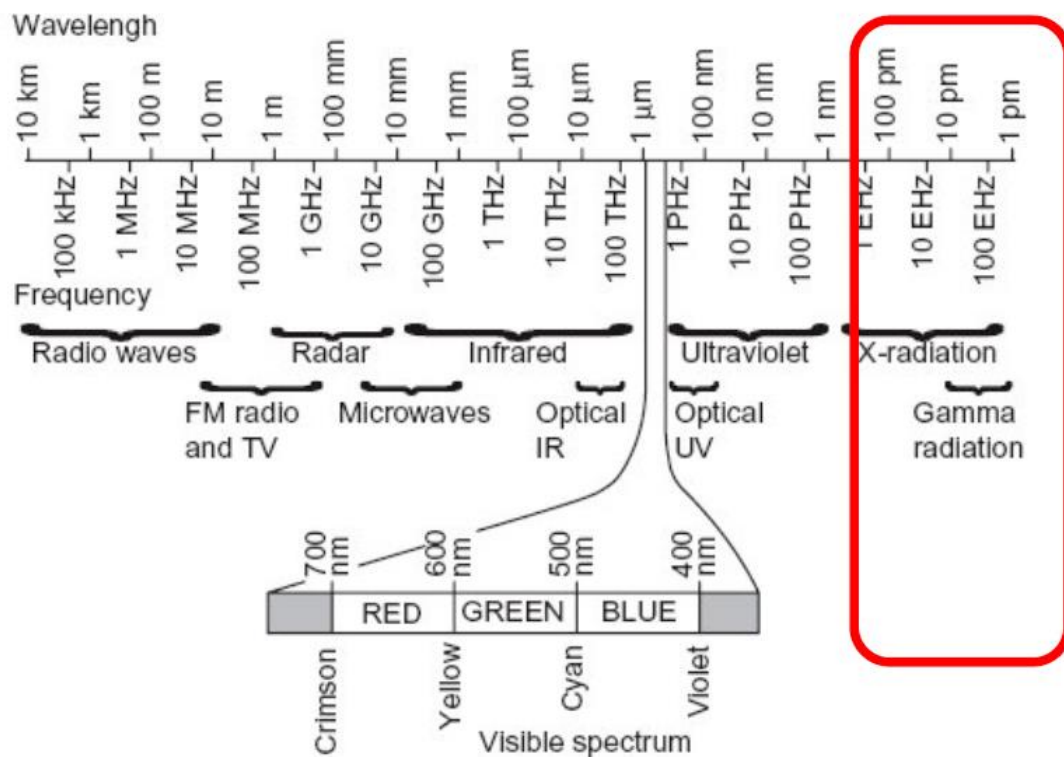 Wavelengh
10 km 1 km 100 m 10 m 1 m 100 mm 10 mm 1 mm 100 µm 10 µm 1 µm 100 nm 10 nm 1 nm 100 pm 10 pm 1 pm
100 kHz 1 MHz 10 MHz 100 MHz 1 GHz 10 GHz 100 GHz 1 THz 10 THz 100 THz 1 PHz 10 PHz 100 PHz 1 EHz 10 EHz 100 EHz
Frequency
Radio waves Radar Infrared Ultraviolet X-radiation
FM radio Microwaves Optical Optical Gamma
and TV IR UV radiation
700 600 500 400
nm nm nm nm
RED GREEN BLUE
Crimson Yellow Cyan Violet
Visible spectrum